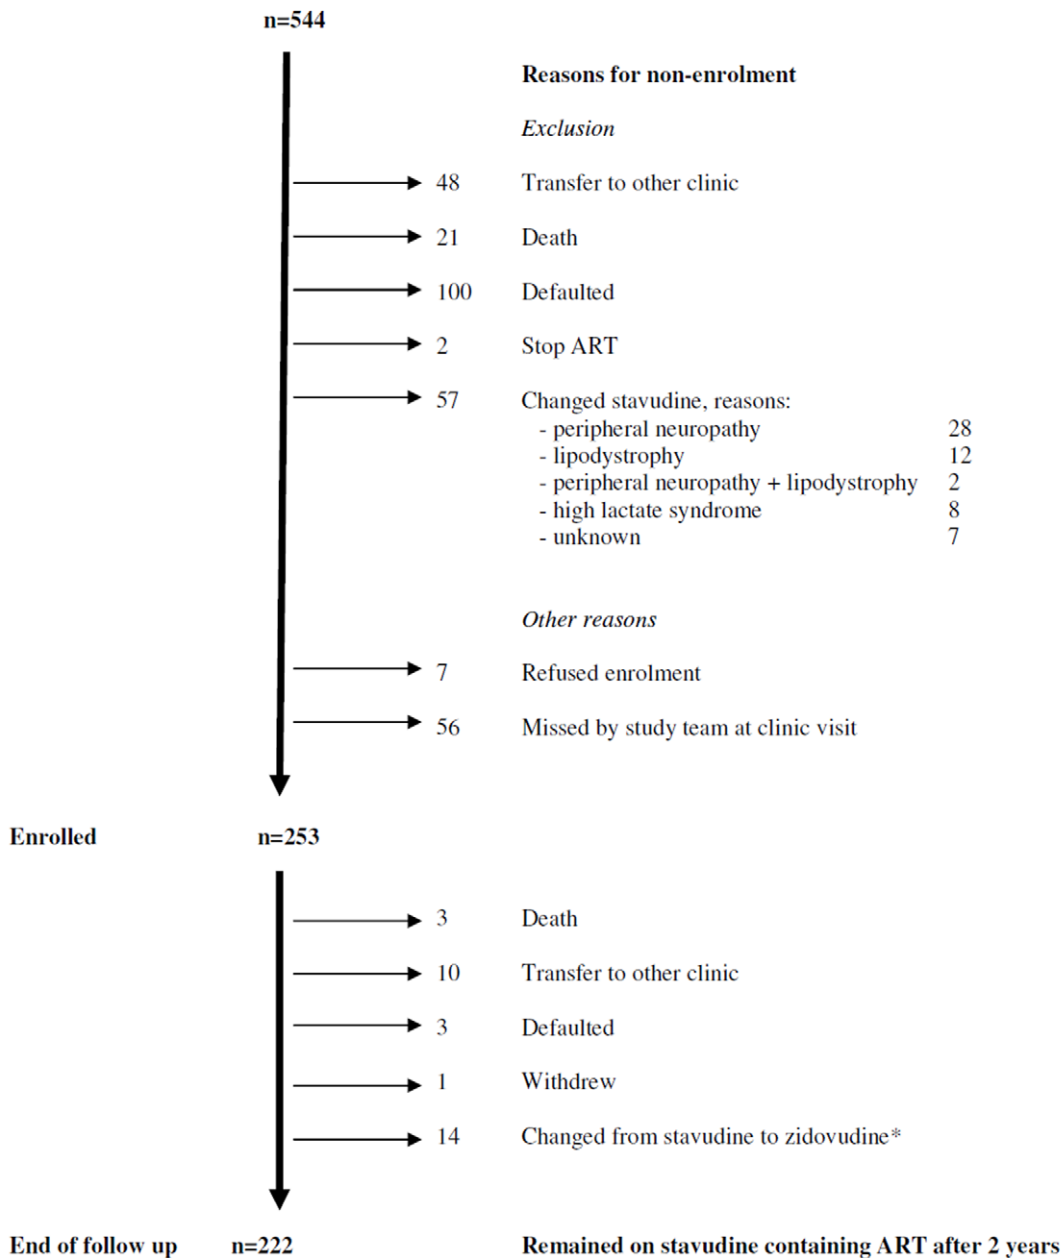 n=544
Reasons for non-enrolment
Exclusion
48 Transfer to other clinic
21 Death
100 Defaulted
2 Stop ART
57 Changed stavudine, reasons:
- peripheral neuropathy 28
- lipodystrophy 12
- peripheral neuropathy + lipodystrophy 2
- high lactate syndrome 8
- unknown 7
Other reasons
7 Refused enrolment
56 Missed by study team at clinic visit
Enrolled n=253
3 Death
10 Transfer to other clinic
3 Defaulted
1 Withdrew
14 Changed from stavudine to zidovudine*
End of follow up n=222 Remained on stavudine containing ART after 2 years